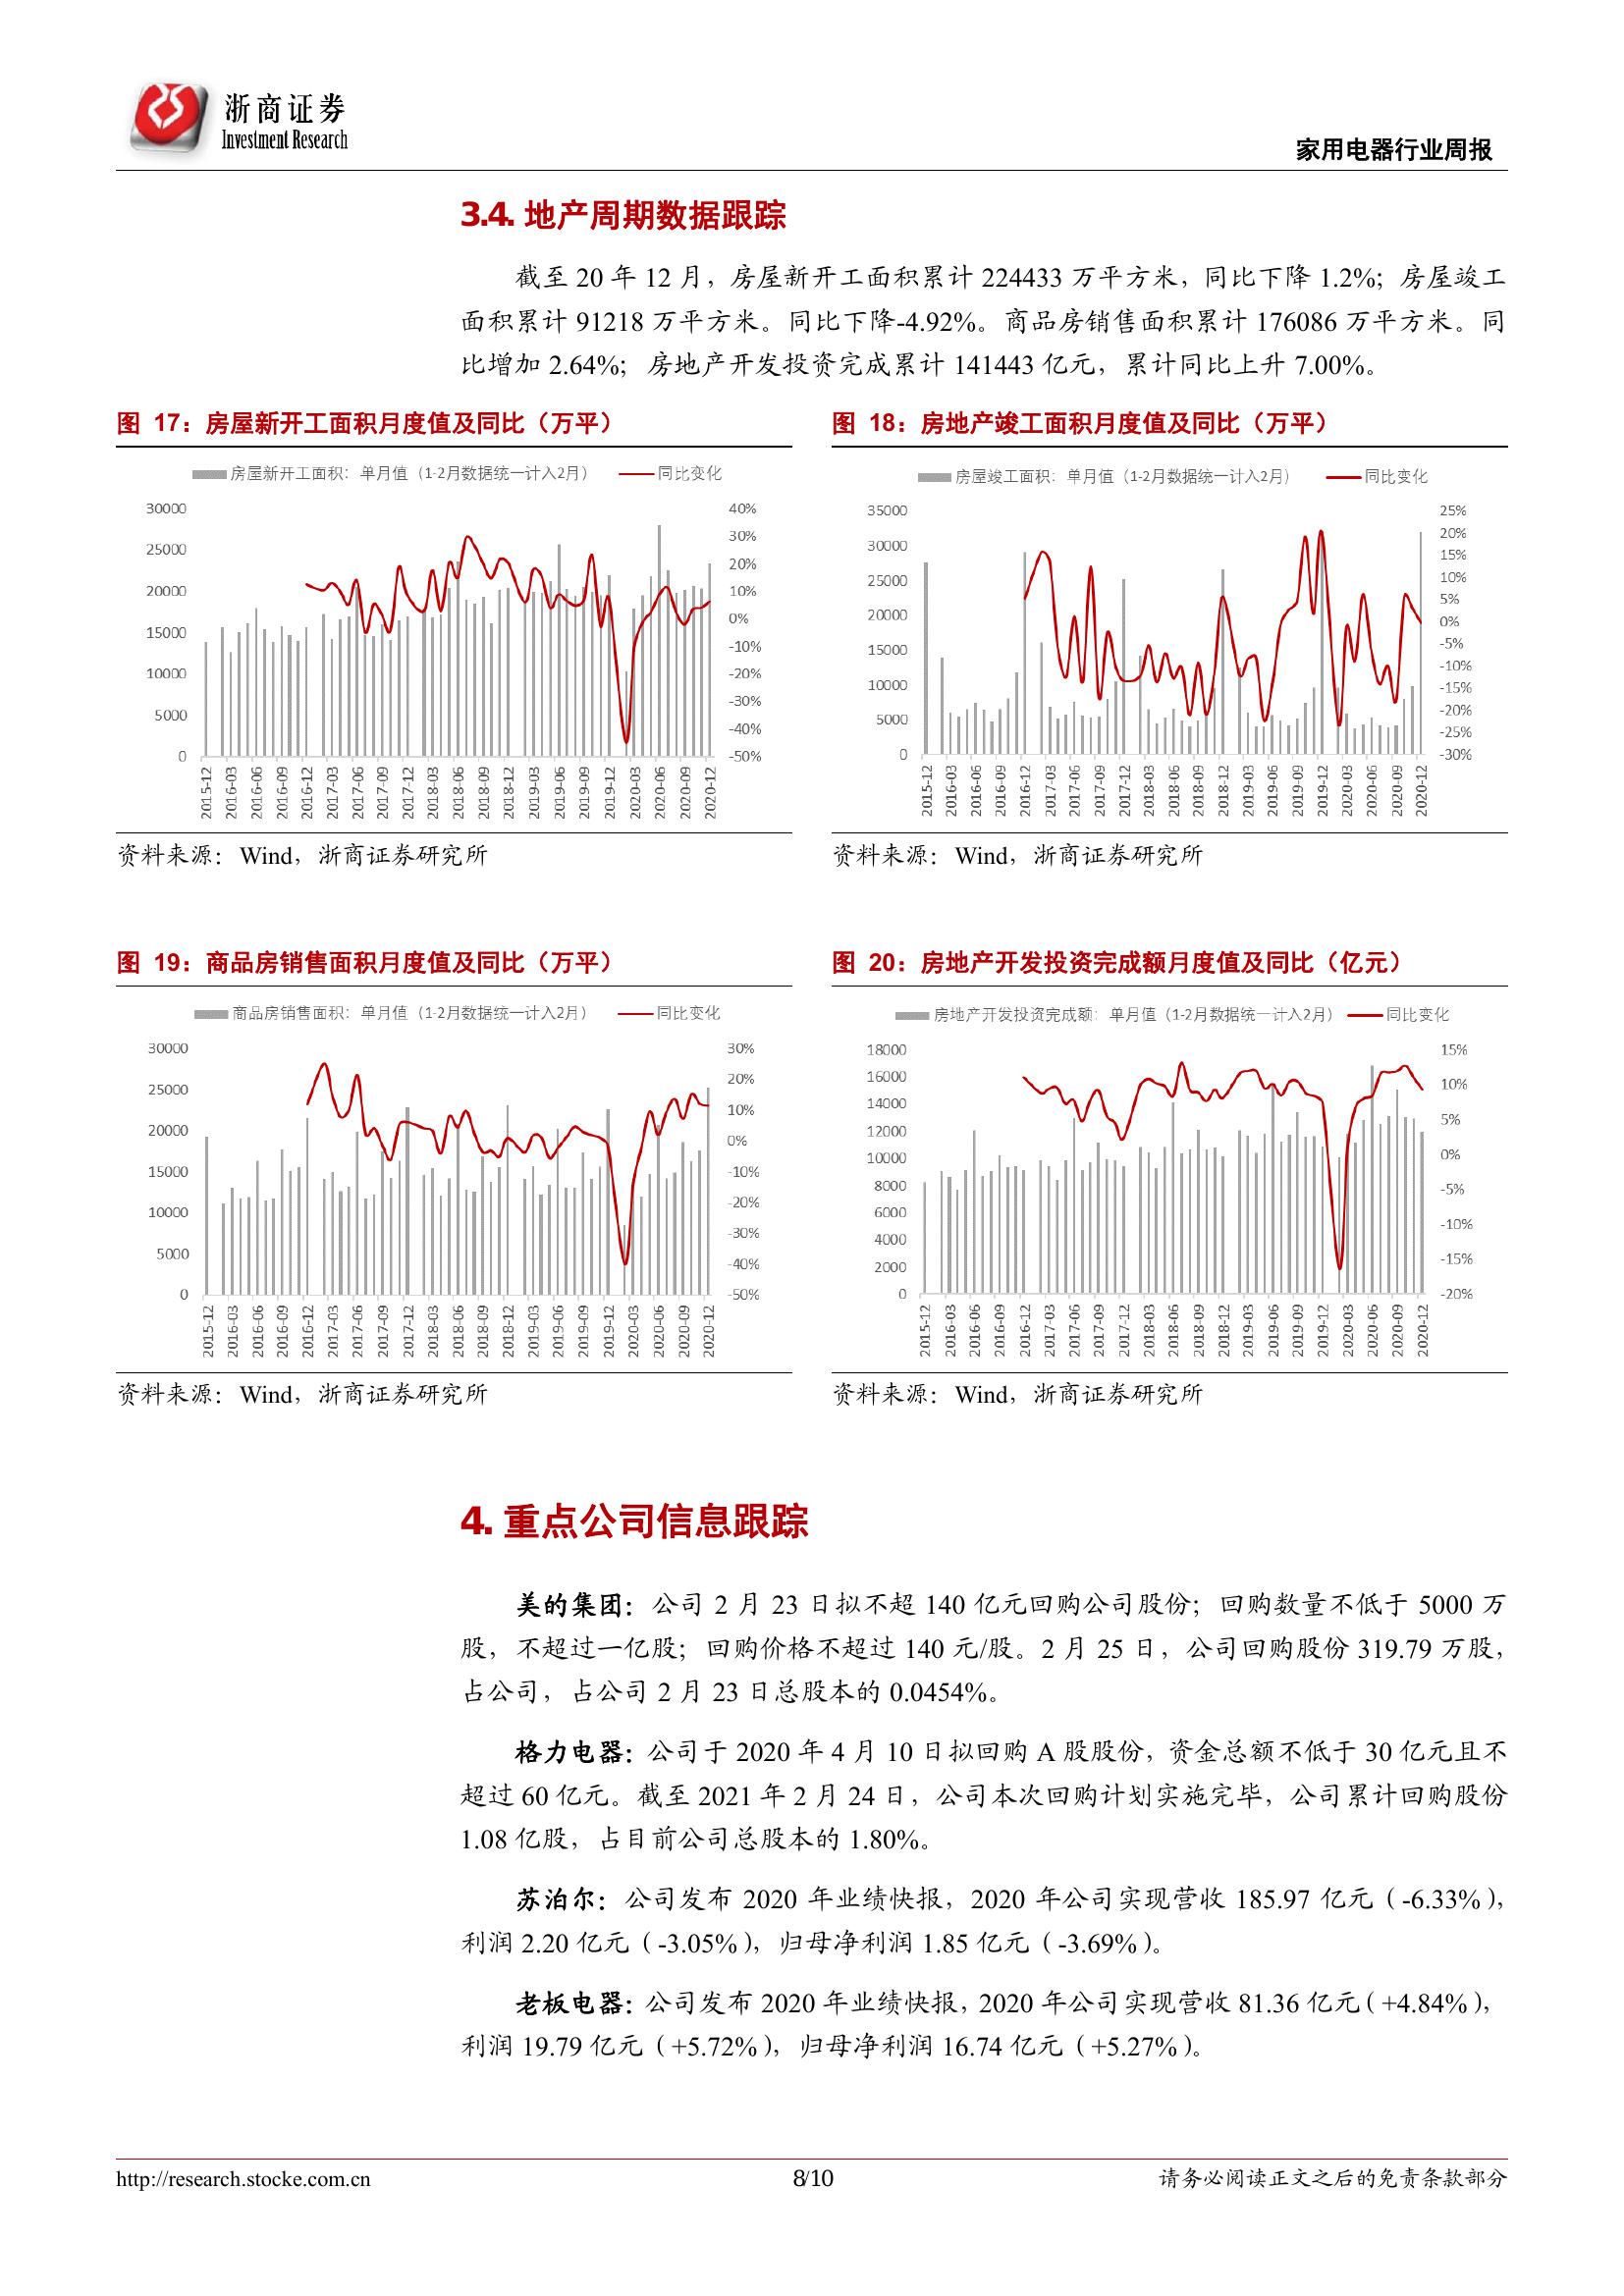 浙商证券
Investment Research
家用电器行业周报
3.4. 地产周期数据跟踪
截至 20 年 12 月，房屋新开工面积累计 224433 万平方米，同比下降 1.2%；房屋竣工
面积累计 91218 万平方米。同比下降-4.92%。商品房销售面积累计 176086 万平方米。同
比增加 2.64%；房地产开发投资完成累计 141443 亿元，累计同比上升 7.00%。
图 17：房屋新开工面积月度值及同比（万平）
房屋新开工面积：单月值（1-2月数据统一计入2月） 同比变化
30000 25000 20000 15000 10000 5000 0
40% 30% 20% 10% 0% -10% -20% -30% -40% -50%
2015-12 2016-03 2016-06 2016-09 2016-12 2017-03 2017-06 2017-09 2017-12 2018-03 2018-06 2018-09 2018-12 2019-03 2019-06 2019-09 2019-12 2020-03 2020-06 2020-09 2020-12
资料来源：Wind，浙商证券研究所
图 18：房地产竣工面积月度值及同比（万平）
房屋竣工面积：单月值（1-2月数据统一计入2月） 同比变化
35000 30000 25000 20000 15000 10000 5000 0
25% 20% 15% 10% 5% 0% -5% -10% -15% -20% -25% -30%
2015-12 2016-03 2016-06 2016-09 2016-12 2017-03 2017-06 2017-09 2017-12 2018-03 2018-06 2018-09 2018-12 2019-03 2019-06 2019-09 2019-12 2020-03 2020-06 2020-09 2020-12
资料来源：Wind，浙商证券研究所
图 19：商品房销售面积月度值及同比（万平）
商品房销售面积：单月值（1-2月数据统一计入2月） 同比变化
30000 25000 20000 15000 10000 5000 0
30% 20% 10% 0% -10% -20% -30% -40% -50%
2015-12 2016-03 2016-06 2016-09 2016-12 2017-03 2017-06 2017-09 2017-12 2018-03 2018-06 2018-09 2018-12 2019-03 2019-06 2019-09 2019-12 2020-03 2020-06 2020-09 2020-12
资料来源：Wind，浙商证券研究所
图 20：房地产开发投资完成额月度值及同比（亿元）
房地产开发投资完成额：单月值（1-2月数据统一计入2月） 同比变化
18000 16000 14000 12000 10000 8000 6000 4000 2000 0
15% 10% 5% 0% -5% -10% -15% -20%
2015-12 2016-03 2016-06 2016-09 2016-12 2017-03 2017-06 2017-09 2017-12 2018-03 2018-06 2018-09 2018-12 2019-03 2019-06 2019-09 2019-12 2020-03 2020-06 2020-09 2020-12
资料来源：Wind，浙商证券研究所
4. 重点公司信息跟踪
美的集团：公司 2 月 23 日拟不超 140 亿元回购公司股份；回购数量不低于 5000 万
股，不超过一亿股；回购价格不超过 140 元/股。2 月 25 日，公司回购股份 319.79 万股，
占公司，占公司 2 月 23 日总股本的 0.0454%。
格力电器：公司于 2020 年 4 月 10 日拟回购 A 股股份，资金总额不低于 30 亿元且不
超过 60 亿元。截至 2021 年 2 月 24 日，公司本次回购计划实施完毕，公司累计回购股份
1.08 亿股，占目前公司总股本的 1.80%。
苏泊尔：公司发布 2020 年业绩快报，2020 年公司实现营收 185.97 亿元（-6.33%），
利润 2.20 亿元（-3.05%），归母净利润 1.85 亿元（-3.69%）。
老板电器：公司发布 2020 年业绩快报，2020 年公司实现营收 81.36 亿元（+4.84%），
利润 19.79 亿元（+5.72%），归母净利润 16.74 亿元（+5.27%）。
http://research.stocke.com.cn
8/10
请务必阅读正文之后的免责条款部分